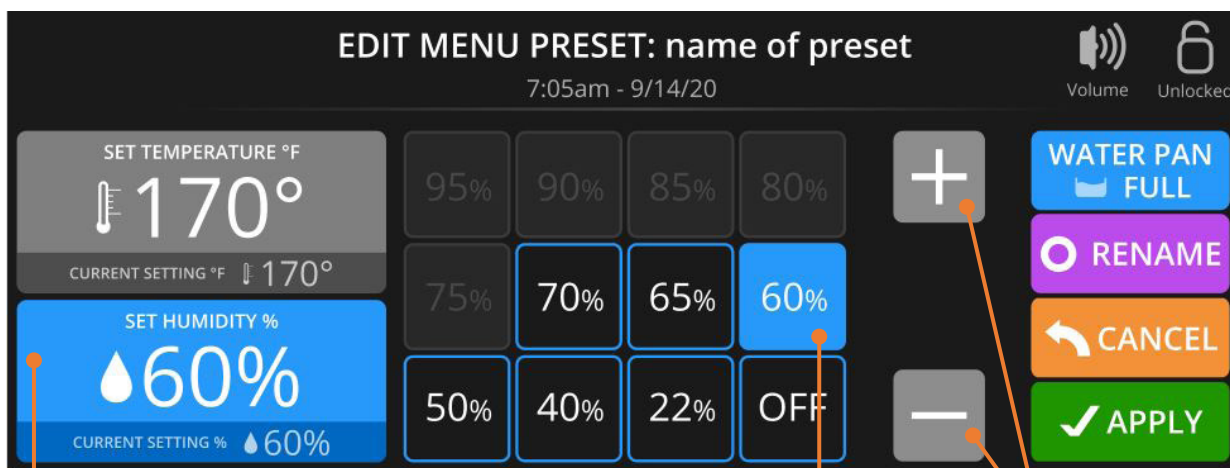 EDIT MENU PRESET: name of preset
7:05am - 9/14/20
Volume
Unlocked
SET TEMPERATURE °F
170°
CURRENT SETTING °F 170°
SET HUMIDITY %
60%
CURRENT SETTING % 60%
95% 90% 85% 80%
75% 70% 65% 60%
50% 40% 22% OFF
+
−
WATER PAN
FULL
RENAME
CANCEL
APPLY